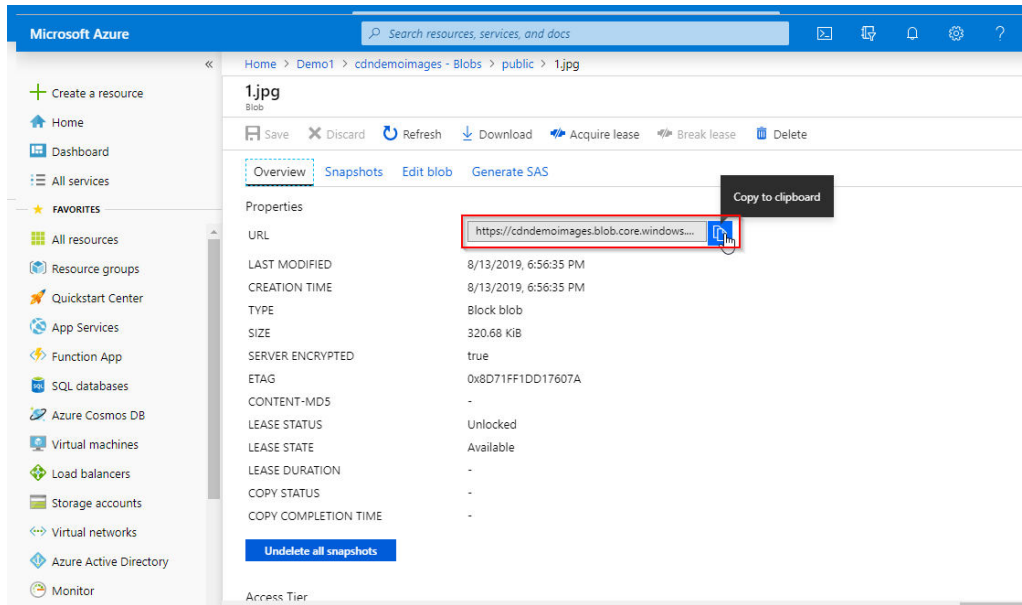 Microsoft Azure
Search resources, services, and docs
?
«
Home > Demo1 > cdndemoimages - Blobs > public > 1.jpg
Create a resource
Home
Dashboard
All services
FAVORITES
All resources
Resource groups
Quickstart Center
App Services
Function App
SQL databases
Azure Cosmos DB
Virtual machines
Load balancers
Storage accounts
Virtual networks
Azure Active Directory
Monitor
1.jpg
Blob
Save Discard Refresh Download Acquire lease Break lease Delete
Overview Snapshots Edit blob Generate SAS
Copy to clipboard
Properties
URL https://cdndemoimages.blob.core.windows....
LAST MODIFIED 8/13/2019, 6:56:35 PM
CREATION TIME 8/13/2019, 6:56:35 PM
TYPE Block blob
SIZE 320.68 KiB
SERVER ENCRYPTED true
ETAG 0x8D71FF1DD17607A
CONTENT-MD5 -
LEASE STATUS Unlocked
LEASE STATE Available
LEASE DURATION -
COPY STATUS -
COPY COMPLETION TIME -
Undelete all snapshots
Access Tier